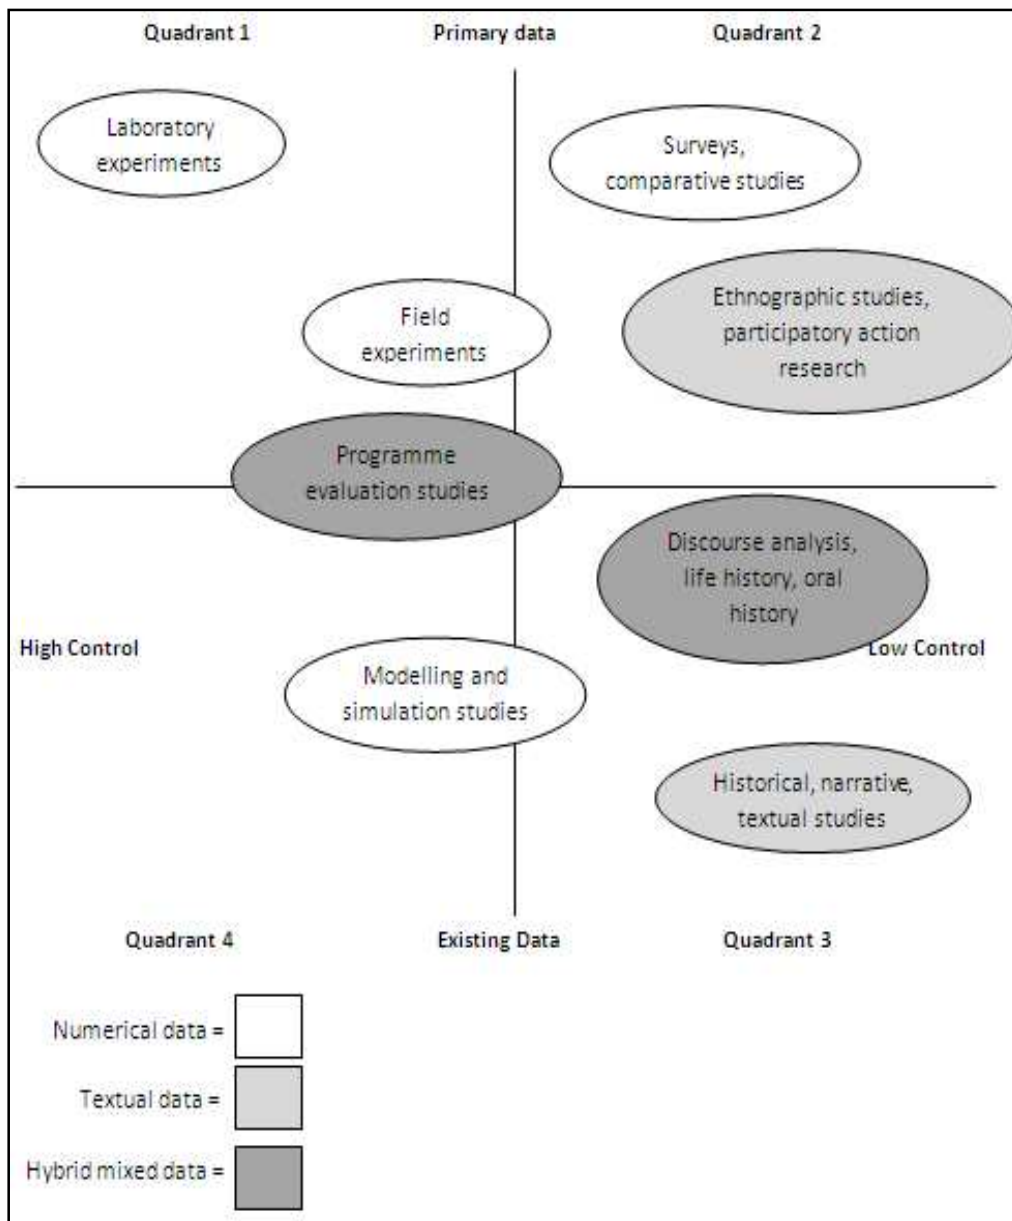 Quadrant 1
Primary data
Quadrant 2
Laboratory
experiments
Surveys,
comparative studies
Ethnographic studies,
participatory action
research
Field
experiments
Programme
evaluation studies
Discourse analysis,
life history, oral
history
High Control
Low Control
Modelling and
simulation studies
Historical, narrative,
textual studies
Quadrant 4
Existing Data
Quadrant 3
Numerical data =
Textual data =
Hybrid mixed data =